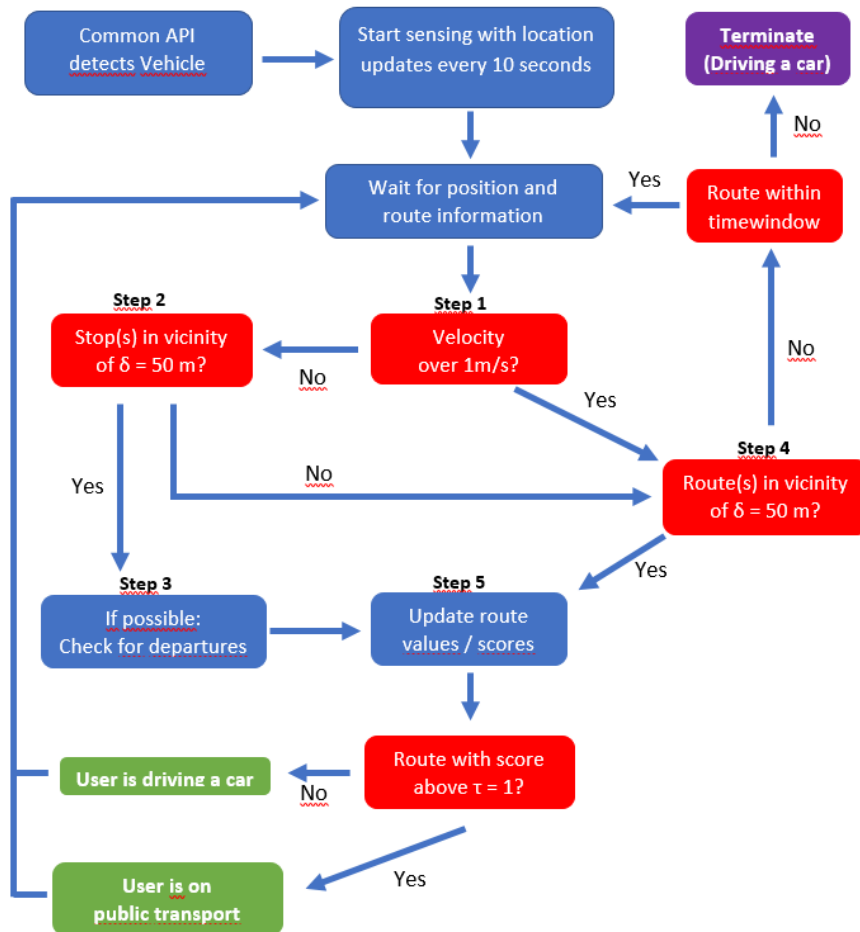 Common API
detects Vehicle
Start sensing with location
updates every 10 seconds
Terminate
(Driving a car)
No
Wait for position and
route information
Yes
Route within
timewindow
Step 2
Stop(s) in vicinity
of δ = 50 m?
Step 1
Velocity
over 1m/s?
No
Yes
No
Step 4
Route(s) in vicinity
of δ = 50 m?
Yes
No
Yes
Step 3
If possible:
Check for departures
Step 5
Update route
values / scores
Route with score
above τ = 1?
User is driving a car
No
Yes
User is on
public transport